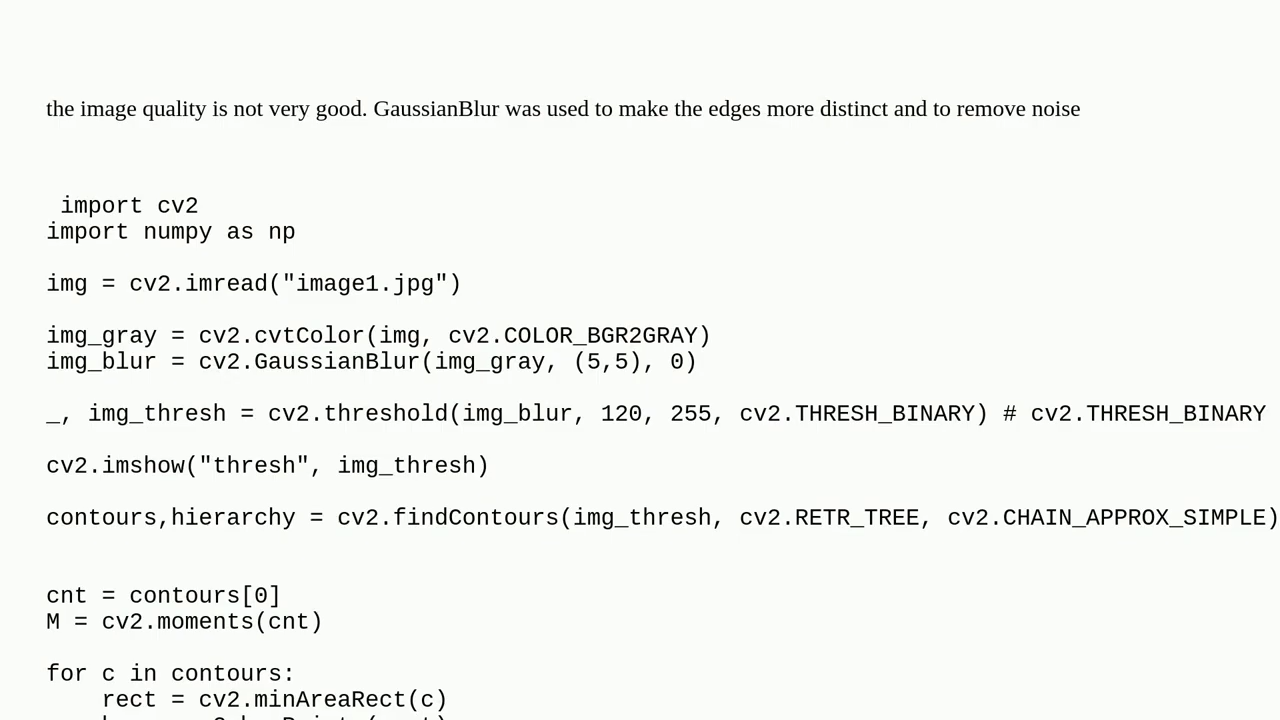 the image quality is not very good. GaussianBlur was used to make the edges more distinct and to remove noise
import cv2
import numpy as np
img = cv2.imread("image1.jpg")
img_gray = cv2.cvtColor(img, cv2.COLOR_BGR2GRAY)
img_blur = cv2.GaussianBlur(img_gray, (5,5), 0)
_, img_thresh = cv2.threshold(img_blur, 120, 255, cv2.THRESH_BINARY) # cv2.THRESH_BINARY
cv2.imshow("thresh", img_thresh)
contours,hierarchy = cv2.findContours(img_thresh, cv2.RETR_TREE, cv2.CHAIN_APPROX_SIMPLE)
cnt = contours[0]
M = cv2.moments(cnt)
for c in contours:
    rect = cv2.minAreaRect(c)